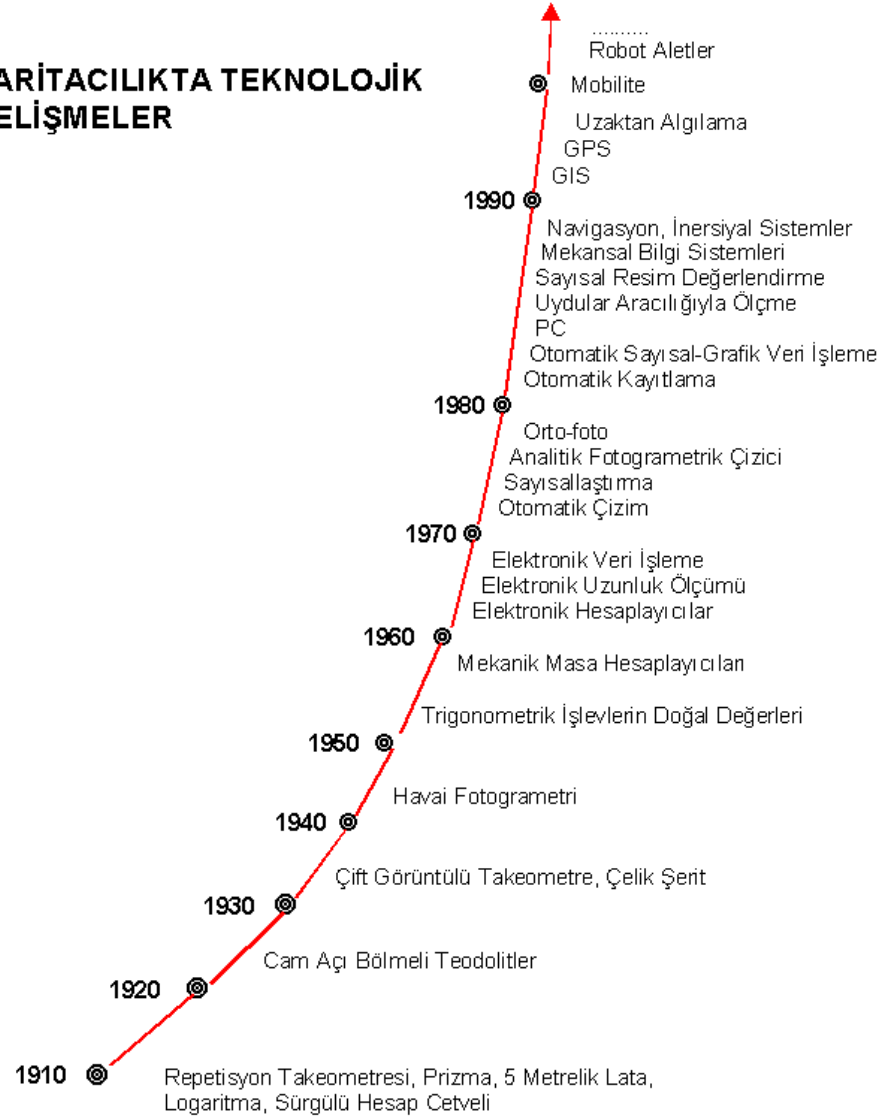 ARİTACILIKTA TEKNOLOJİK
ELİŞMELER
..........
Robot Aletler
Mobilite
Uzaktan Algılama
GPS
GIS
1990
Navigasyon, İnersiyal Sistemler
Mekansal Bilgi Sistemleri
Sayısal Resim Değerlendirme
Uydular Aracılığıyla Ölçme
PC
Otomatik Sayısal-Grafik Veri İşleme
Otomatik Kayıtlama
1980
Orto-foto
Analitik Fotogrametrik Çizici
Sayısallaştırma
Otomatik Çizim
1970
Elektronik Veri İşleme
Elektronik Uzunluk Ölçümü
Elektronik Hesaplayıcılar
1960
Mekanik Masa Hesaplayıcıları
Trigonometrik İşlevlerin Doğal Değerleri
1950
Havai Fotogrametri
1940
Çift Görüntülü Takeometre, Çelik Şerit
1930
Cam Açı Bölmeli Teodolitler
1920
1910
Repetisyon Takeometresi, Prizma, 5 Metrelik Lata,
Logaritma, Sürgülü Hesap Cetveli